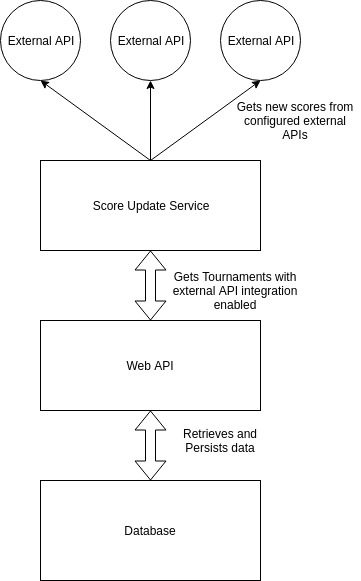 External API
External API
External API
Gets new scores from
configured external
APIs
Score Update Service
Gets Tournaments with
external API integration
enabled
Web API
Retrieves and
Persists data
Database